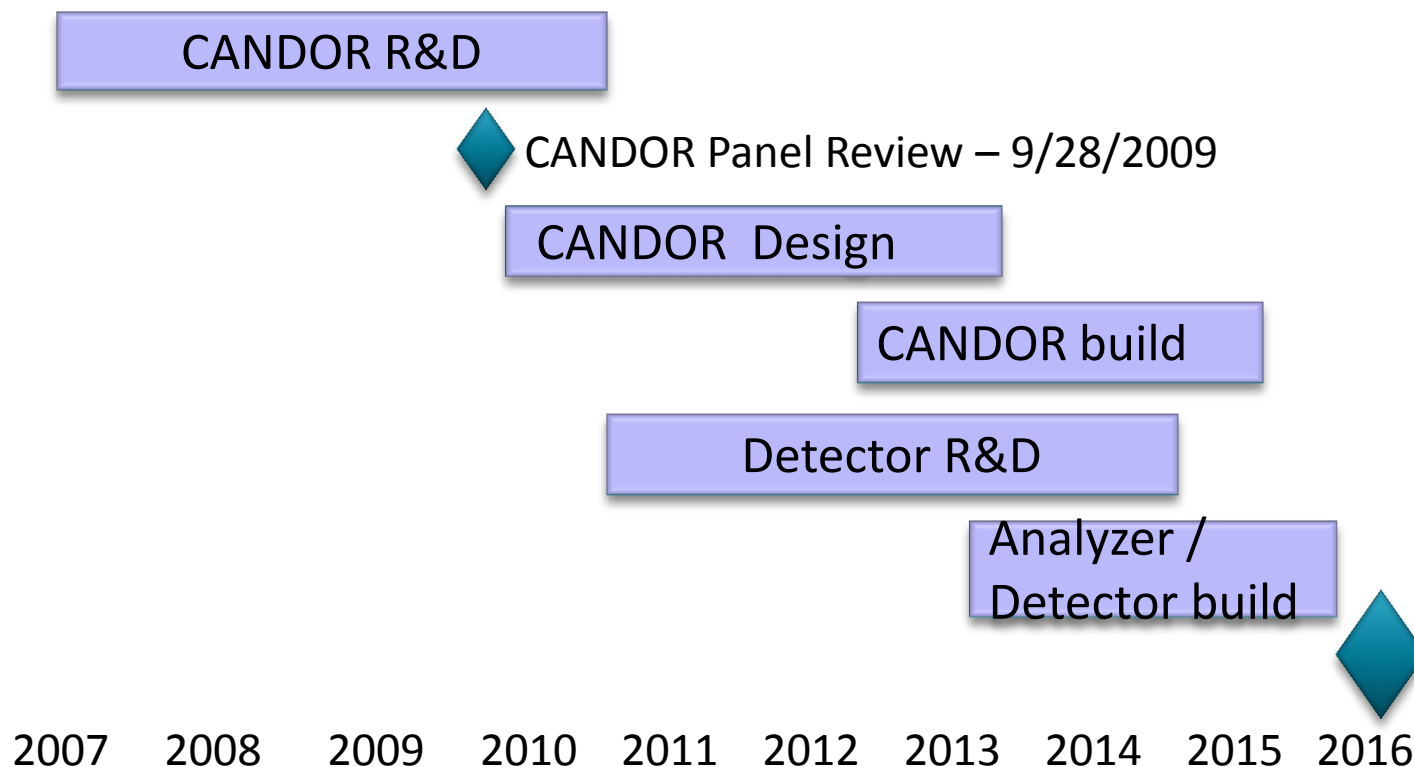 CANDOR R&D
CANDOR Panel Review – 9/28/2009
CANDOR Design
CANDOR build
Detector R&D
Analyzer /
Detector build
2007 2008 2009 2010 2011 2012 2013 2014 2015 2016